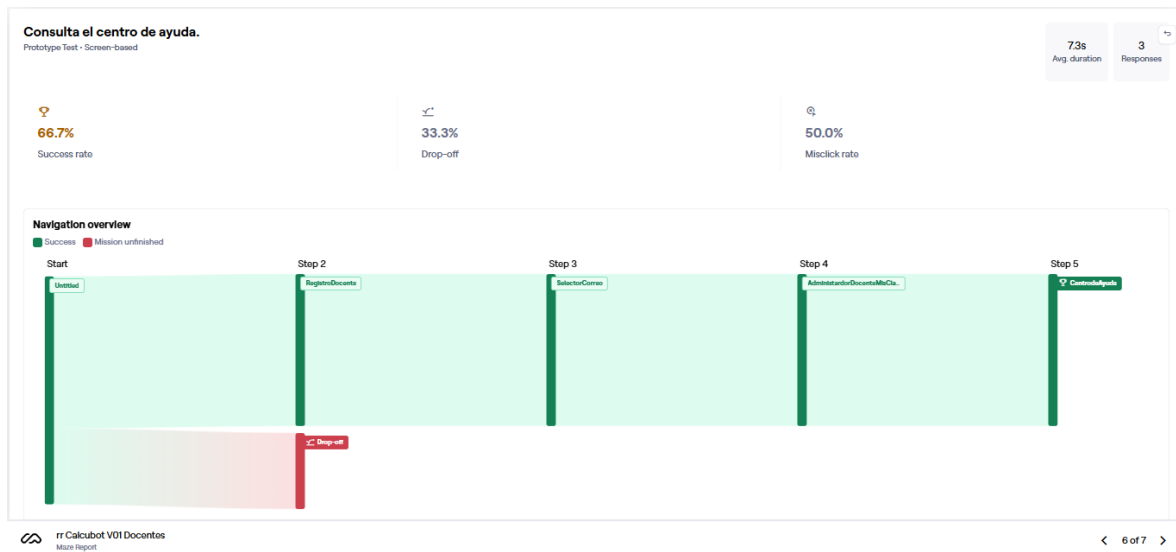 Consulta el centro de ayuda.
Prototype Test • Screen-based
7.3s
Avg. duration
3
Responses
66.7%
Success rate
33.3%
Drop-off
50.0%
Misclick rate
Navigation overview
Success
Mission unfinished
Start
Step 2
Step 3
Step 4
Step 5
Untitled
RegistroDocente
SelectorCorreo
AdministardorDocenteMisCla..
CentrodeAyuda
Drop-off
rr Calcubot V01 Docentes
Maze Report
6 of 7